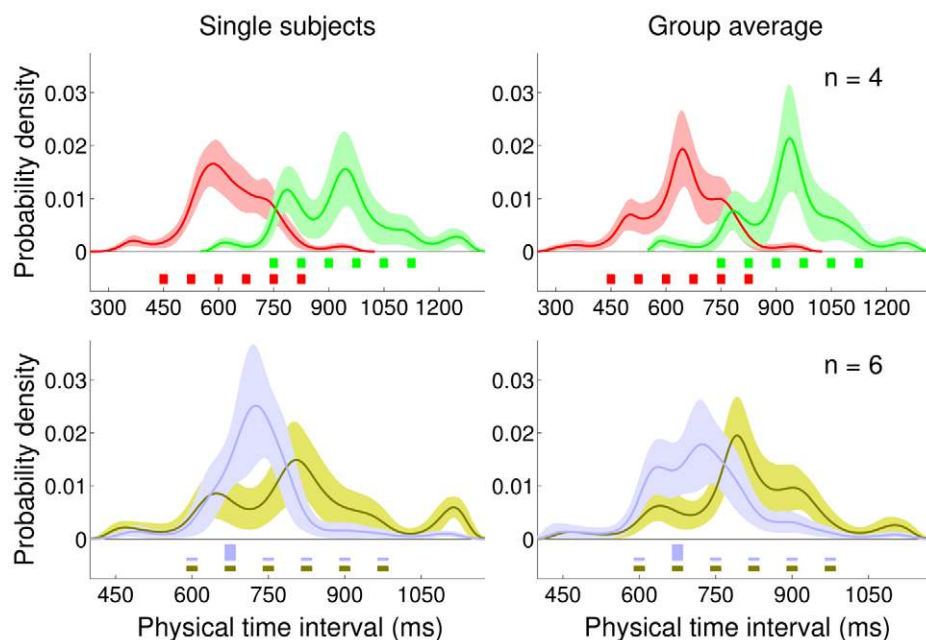 Single subjects
Group average
Probability density
0.03
0.02
0.01
0
300 450 600 750 900 1050 1200
n = 4
0.03
0.02
0.01
0
300 450 600 750 900 1050 1200
Probability density
0.03
0.02
0.01
0
450 600 750 900 1050
Physical time interval (ms)
n = 6
0.03
0.02
0.01
0
450 600 750 900 1050
Physical time interval (ms)